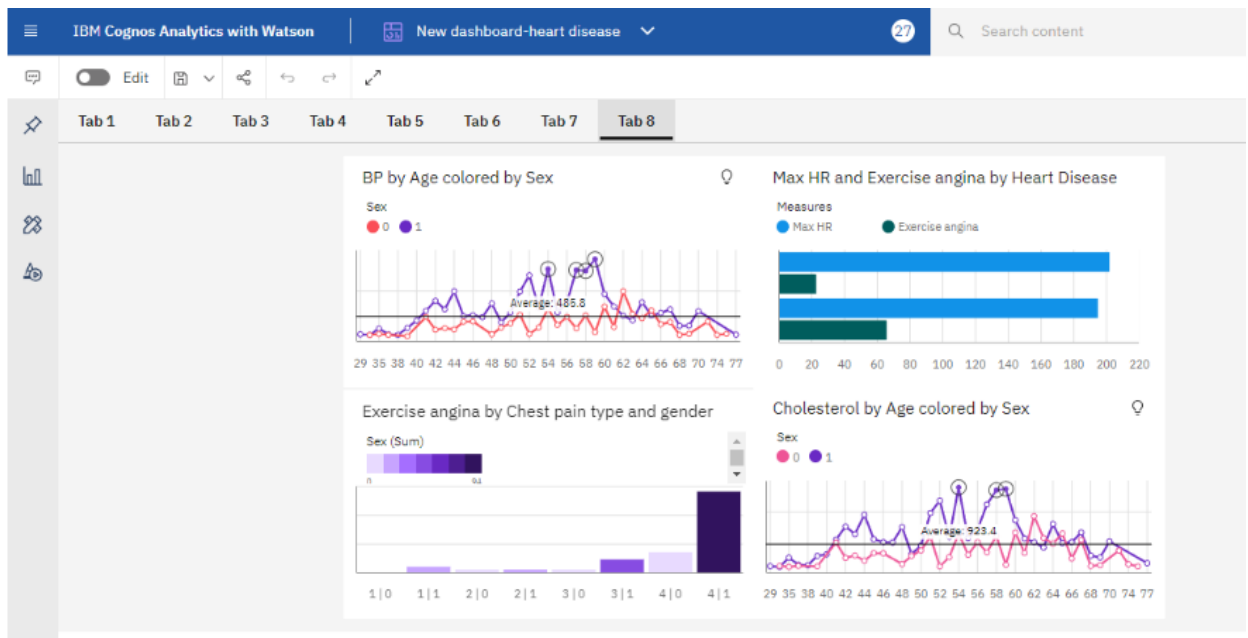 IBM Cognos Analytics with Watson
New dashboard-heart disease
27
Search content
Edit
Tab 1 Tab 2 Tab 3 Tab 4 Tab 5 Tab 6 Tab 7 Tab 8
BP by Age colored by Sex
Sex
0 1
Average: 485.8
29 35 38 40 42 44 46 48 50 52 54 56 58 60 62 64 66 68 70 74 77
Max HR and Exercise angina by Heart Disease
Measures
Max HR Exercise angina
0 20 40 60 80 100 120 140 160 180 200 220
Exercise angina by Chest pain type and gender
Sex (Sum)
1|0 1|1 2|0 2|1 3|0 3|1 4|0 4|1
Cholesterol by Age colored by Sex
Sex
0 1
Average: 923.4
29 35 38 40 42 44 46 48 50 52 54 56 58 60 62 64 66 68 70 74 77